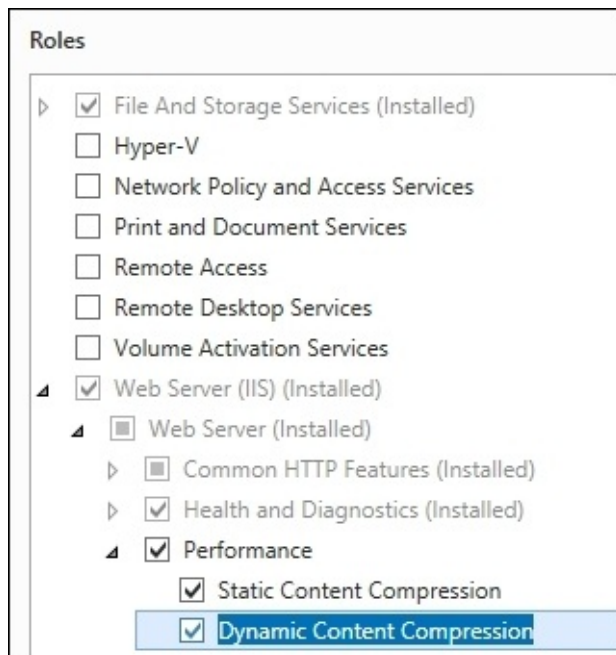 Roles
File And Storage Services (Installed)
Hyper-V
Network Policy and Access Services
Print and Document Services
Remote Access
Remote Desktop Services
Volume Activation Services
Web Server (IIS) (Installed)
Web Server (Installed)
Common HTTP Features (Installed)
Health and Diagnostics (Installed)
Performance
Static Content Compression
Dynamic Content Compression